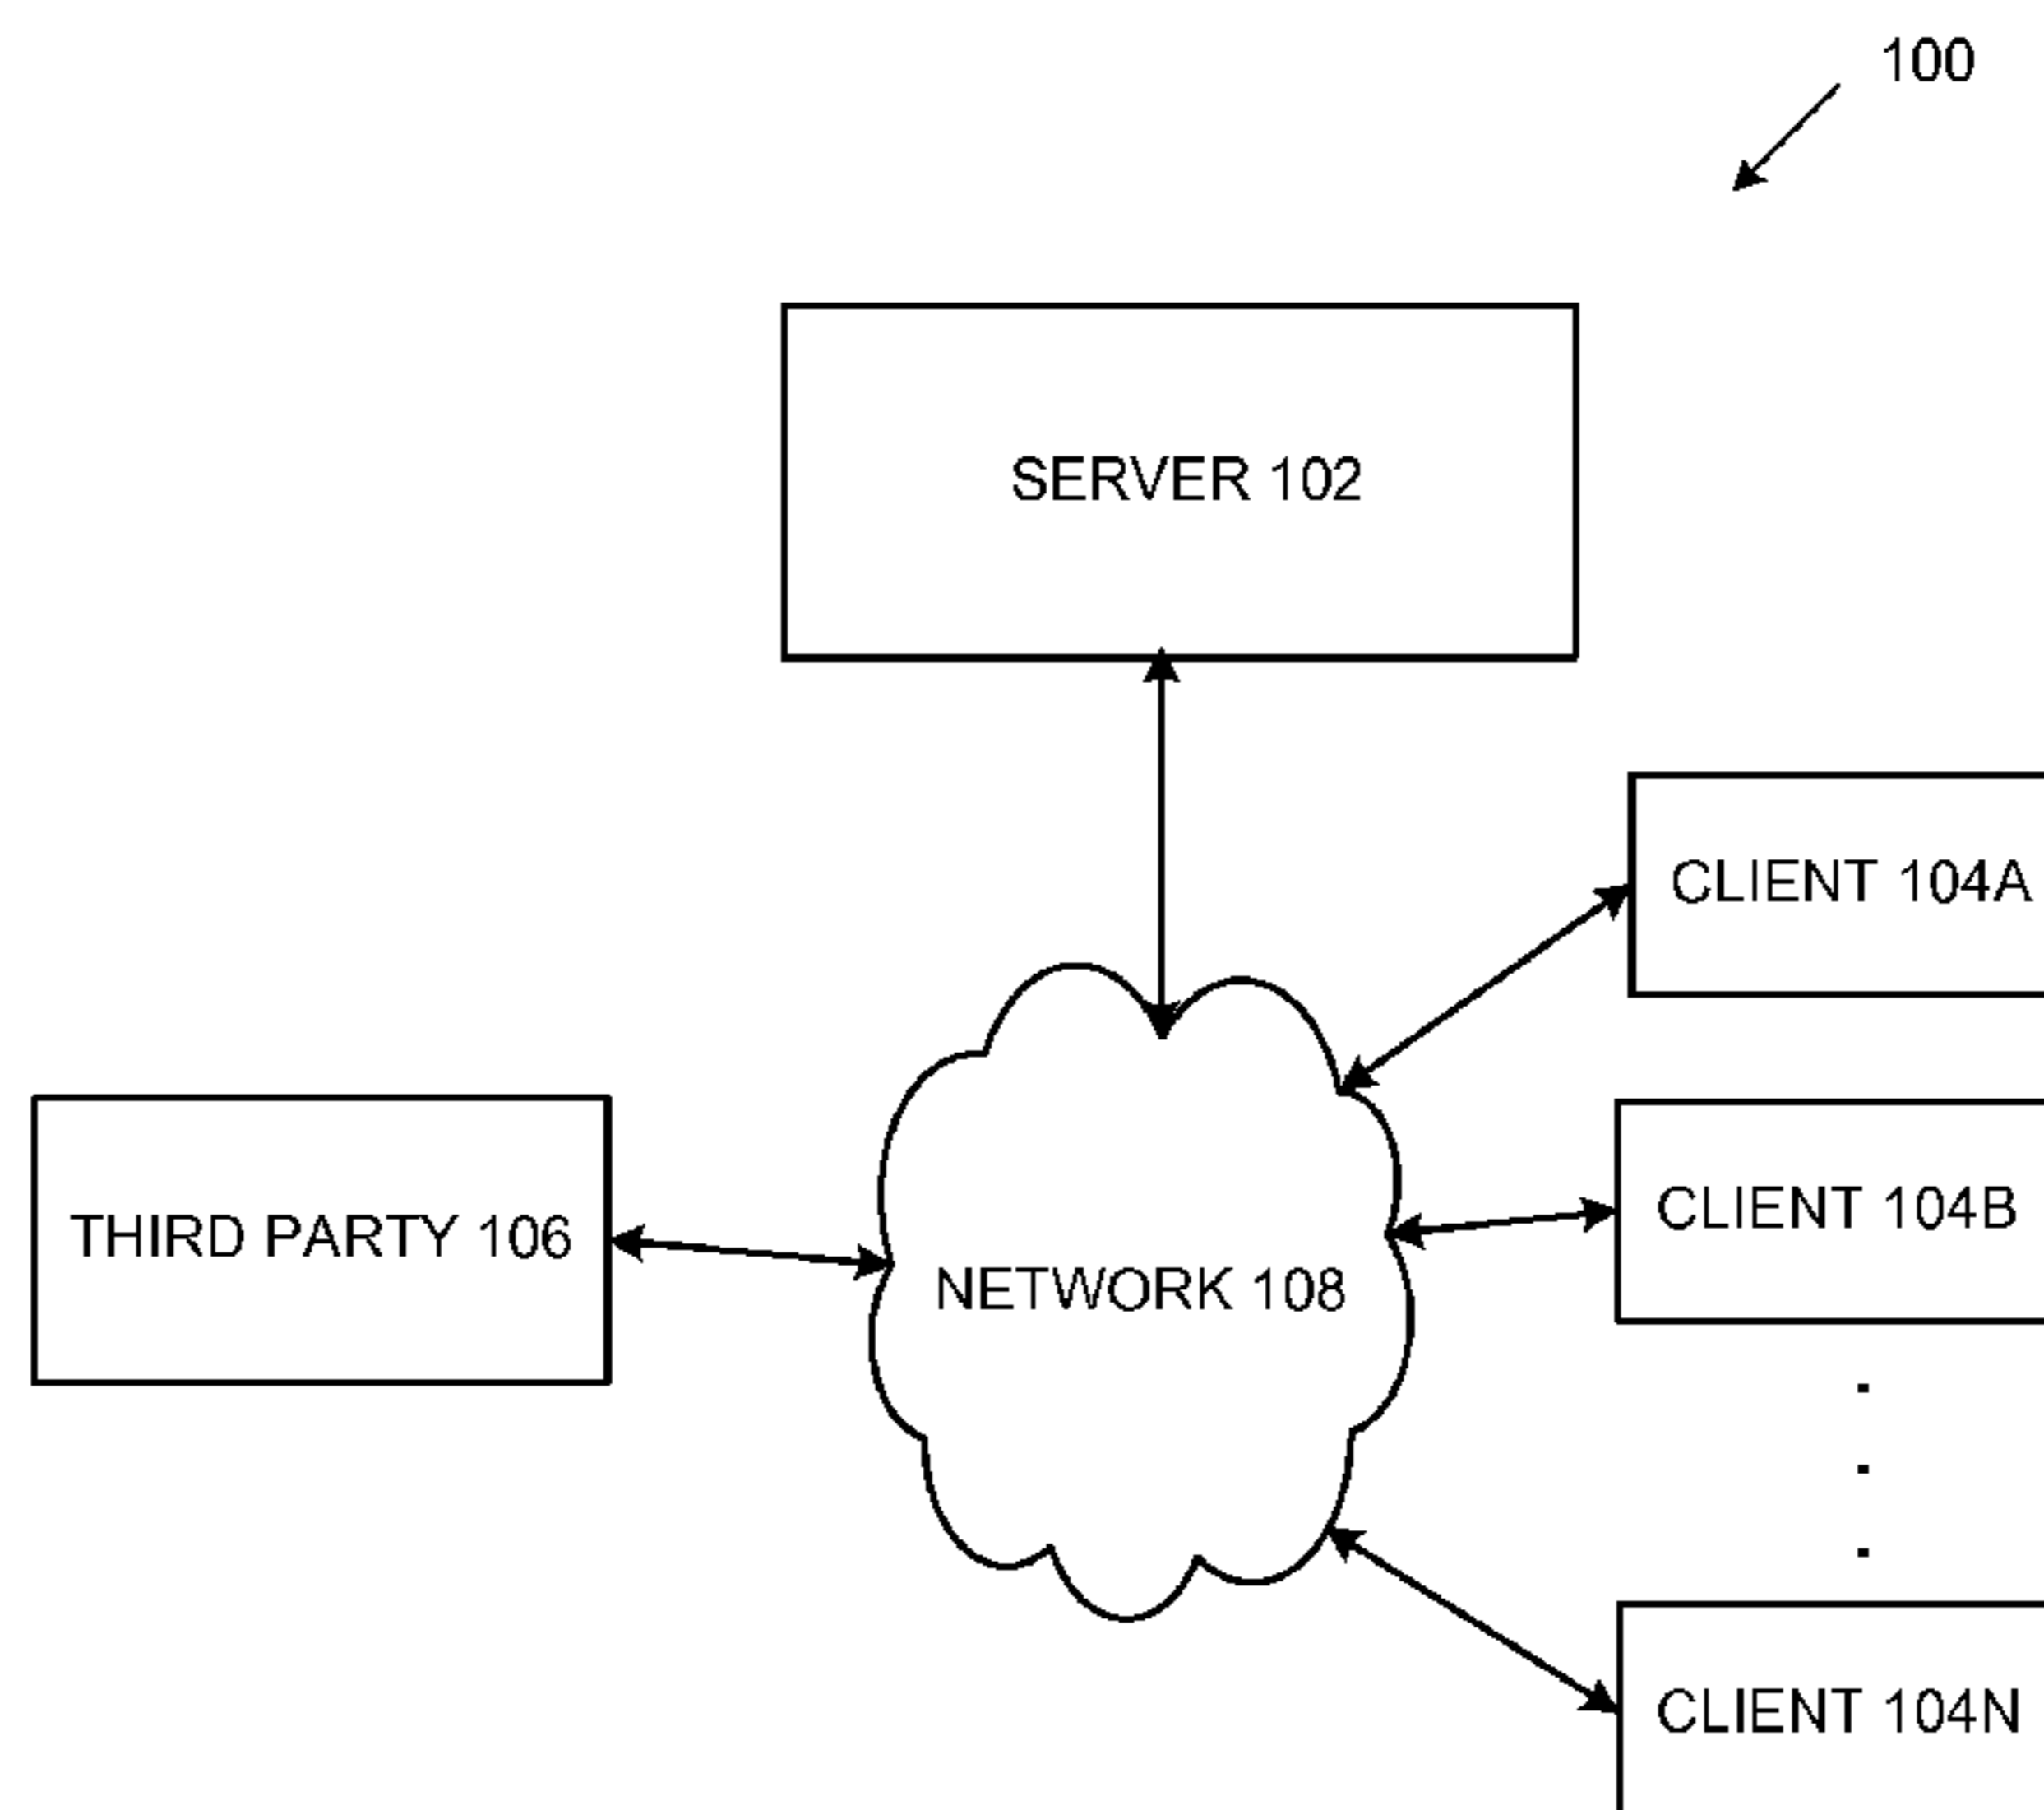 100
SERVER 102
CLIENT 104A
THIRD PARTY 106
CLIENT 104B
NETWORK 108
CLIENT 104N